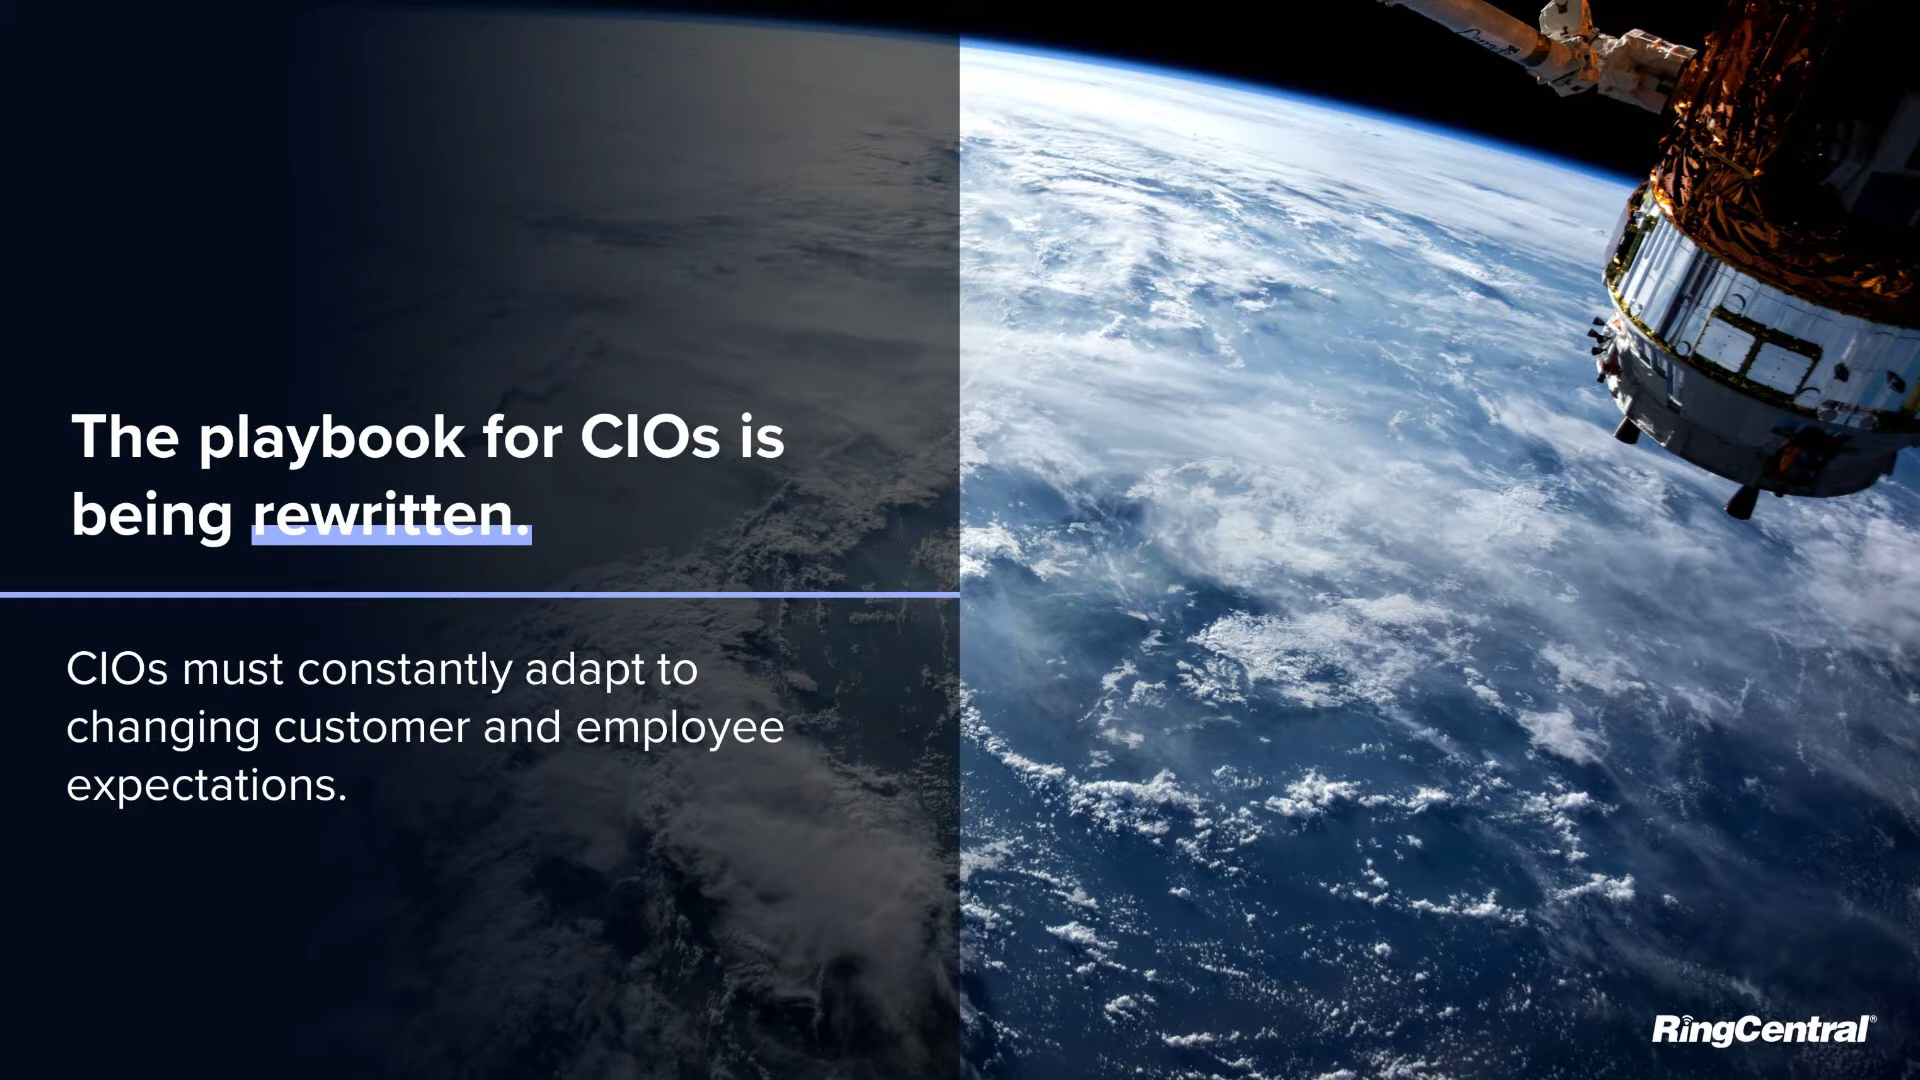 The playbook for CIOs is
being rewritten.
CIOs must constantly adapt to
changing customer and employee
expectations.
RingCentral®